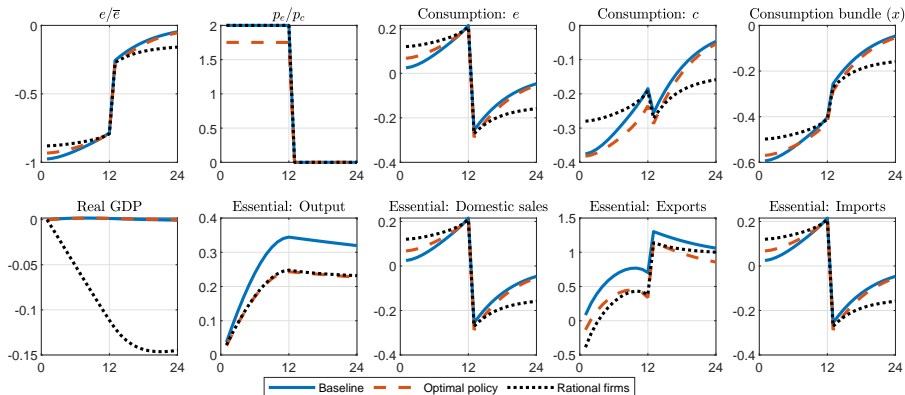 e/e̅
p_e/p_c
Consumption: e
Consumption: c
Consumption bundle (x)
0
-0.5
-1
0 12 24
2
1.5
1
0.5
0
0 12 24
0.2
0
-0.2
-0.4
0 12 24
0
-0.1
-0.2
-0.3
-0.4
0 12 24
0
-0.2
-0.4
-0.6
0 12 24
Real GDP
Essential: Output
Essential: Domestic sales
Essential: Exports
Essential: Imports
0
-0.05
-0.1
-0.15
0 12 24
0.4
0.3
0.2
0.1
0
0 12 24
0.2
0
-0.2
-0.4
0 12 24
1.5
1
0.5
0
-0.5
0 12 24
0.2
0
-0.2
-0.4
0 12 24
Baseline Optimal policy Rational firms